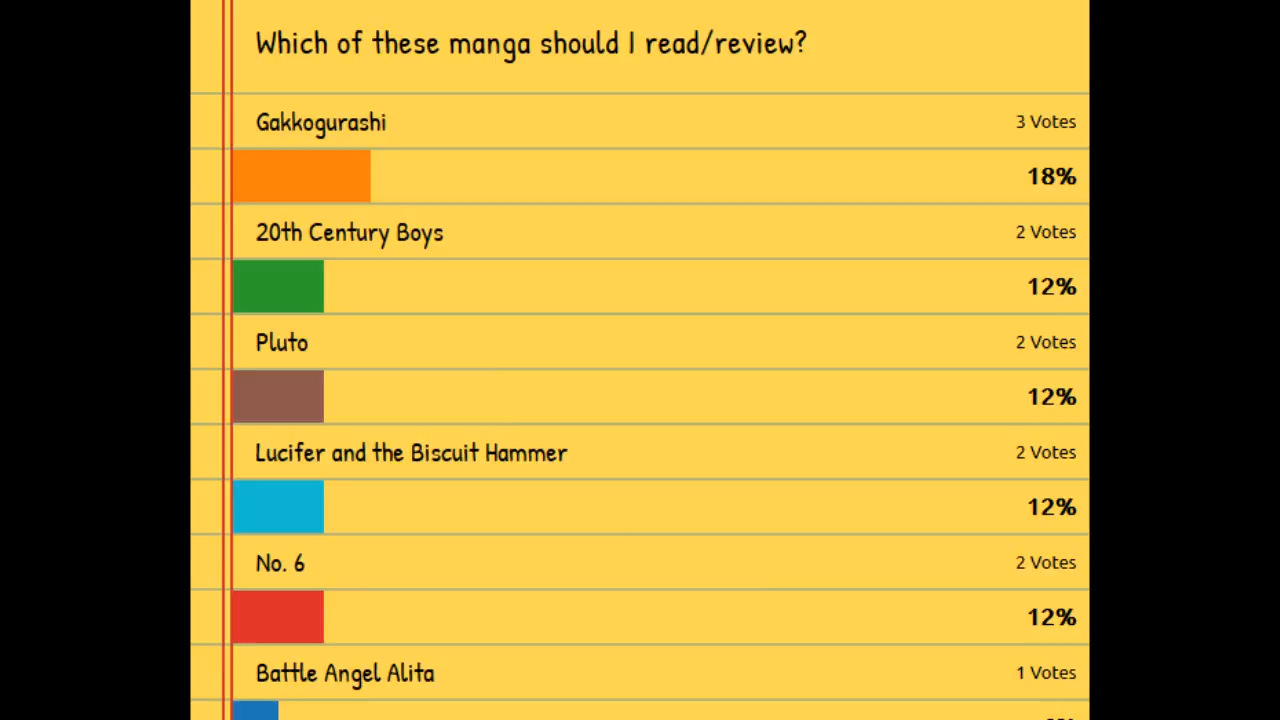 Which of these manga should I read/review?
Gakkogurashi 3 Votes
18%
20th Century Boys 2 Votes
12%
Pluto 2 Votes
12%
Lucifer and the Biscuit Hammer 2 Votes
12%
No. 6 2 Votes
12%
Battle Angel Alita 1 Votes